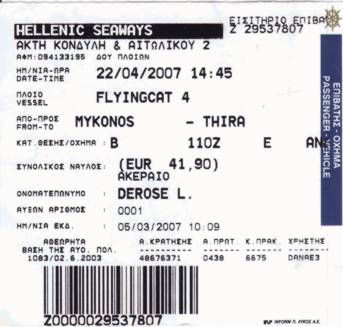 HELLENIC SEAWAYS
ΕΙΣΙΤΗΡΙΟ ΕΠΙΒΑ
Z 29537807
ΑΚΤΗ ΚΟΝΔΥΛΗ & ΑΙΤΩΛΙΚΟΥ 2
ΑΦΜ:094133195 ΔΟΥ ΠΛΟΙΩΝ
ΗΜ/ΝΙΑ-ΩΡΑ
DATE-TIME
22/04/2007 14:45
ΠΛΟΙΟ
VESSEL
FLYINGCAT 4
ΑΠΟ-ΠΡΟΣ
FROM-TO
MYKONOS - THIRA
ΚΑΤ.ΘΕΣΗΣ/ΟΧΗΜΑ : B 110Z E AN
ΣΥΝΟΛΙΚΟΣ ΝΑΥΛΟΣ: (EUR 41,90)
ΑΚΕΡΑΙΟ
ΟΝΟΜΑΤΕΠΩΝΥΜΟ DEROSE L.
ΑΥΞΩΝ ΑΡΙΘΜΟΣ : 0001
ΗΜ/ΝΙΑ ΕΚΔ. : 05/03/2007 10:09
ΑΘΕΩΡΗΤΑ
ΒΑΣΗ ΤΗΣ ΑΥΟ. ΠΟΛ.
1083/02.6.2003
Α.ΚΡΑΤΗΣΗΣ Α.ΠΡΩΤ. Κ.ΠΡΑΚ. ΧΡΗΣΤΗΣ
48676371 0438 6675 DANAE3
Z0000029537807
INFORM Π. ΛΥΚΟΣ Α.Ε.
ΕΠΙΒΑΤΗΣ - ΟΧΗΜΑ
PASSENGER - VEHICLE